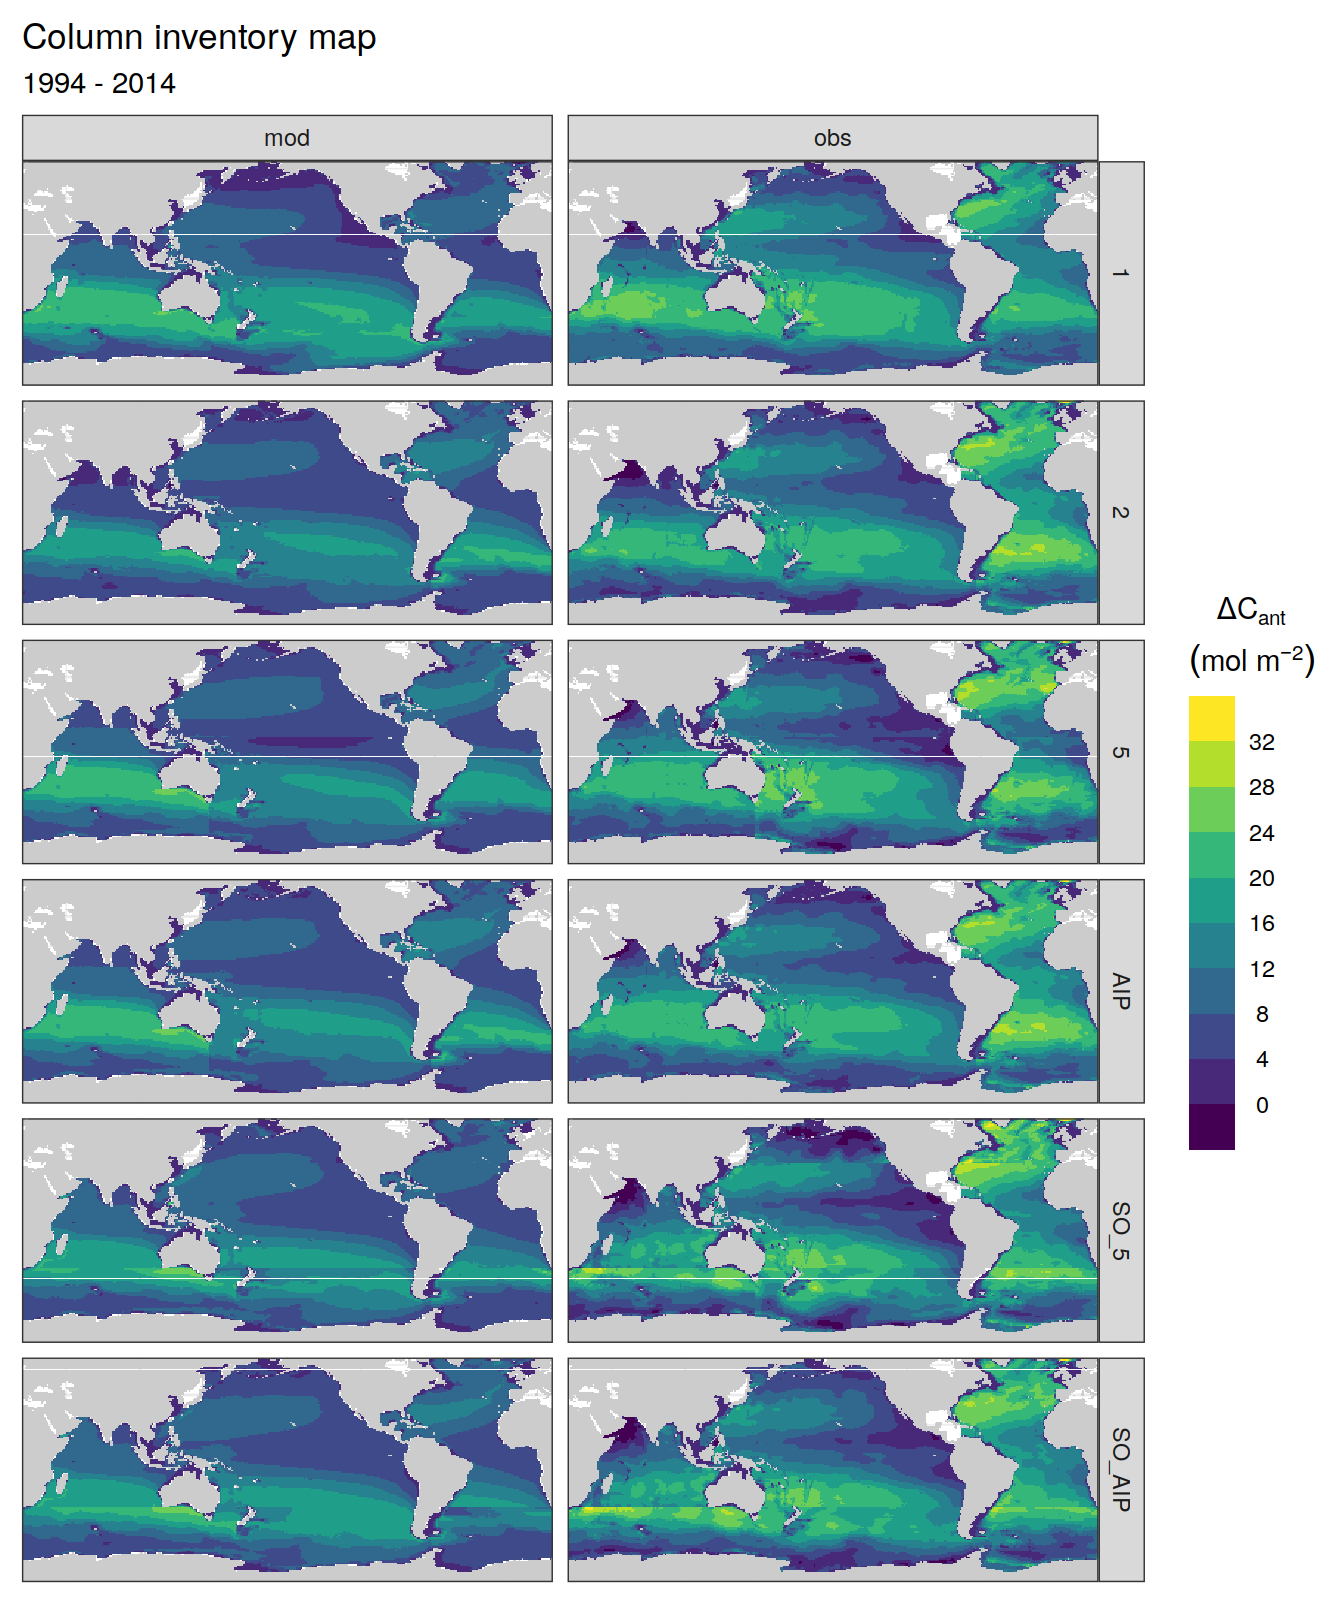 Column inventory map
1994 - 2014
mod
obs
1
2
5
AIP
SO_5
SO_AIP
ΔCant
(mol m−2)
32
28
24
20
16
12
8
4
0